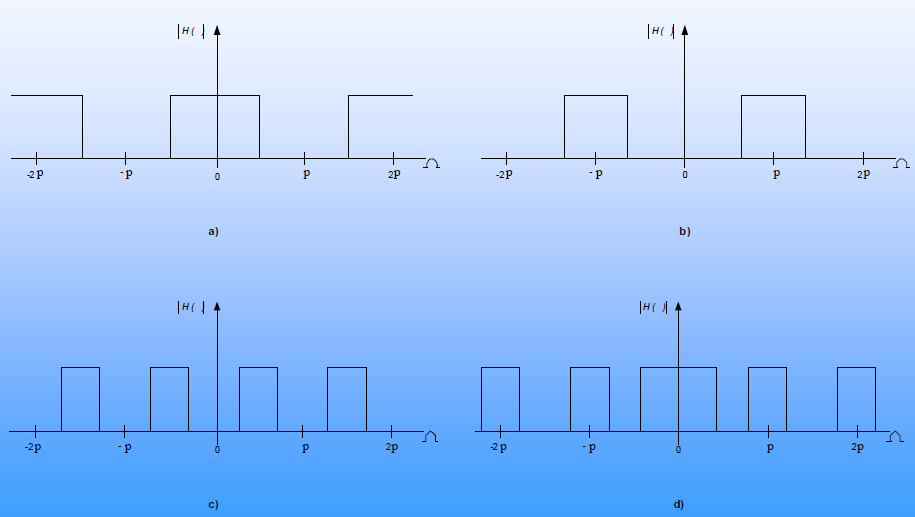 |H( )|
-2p -p 0 p 2p Ω
a)
|H( )|
-2p -p 0 p 2p Ω
b)
|H( )|
-2p -p 0 p 2p Ω
c)
|H( )|
-2p -p 0 p 2p Ω
d)